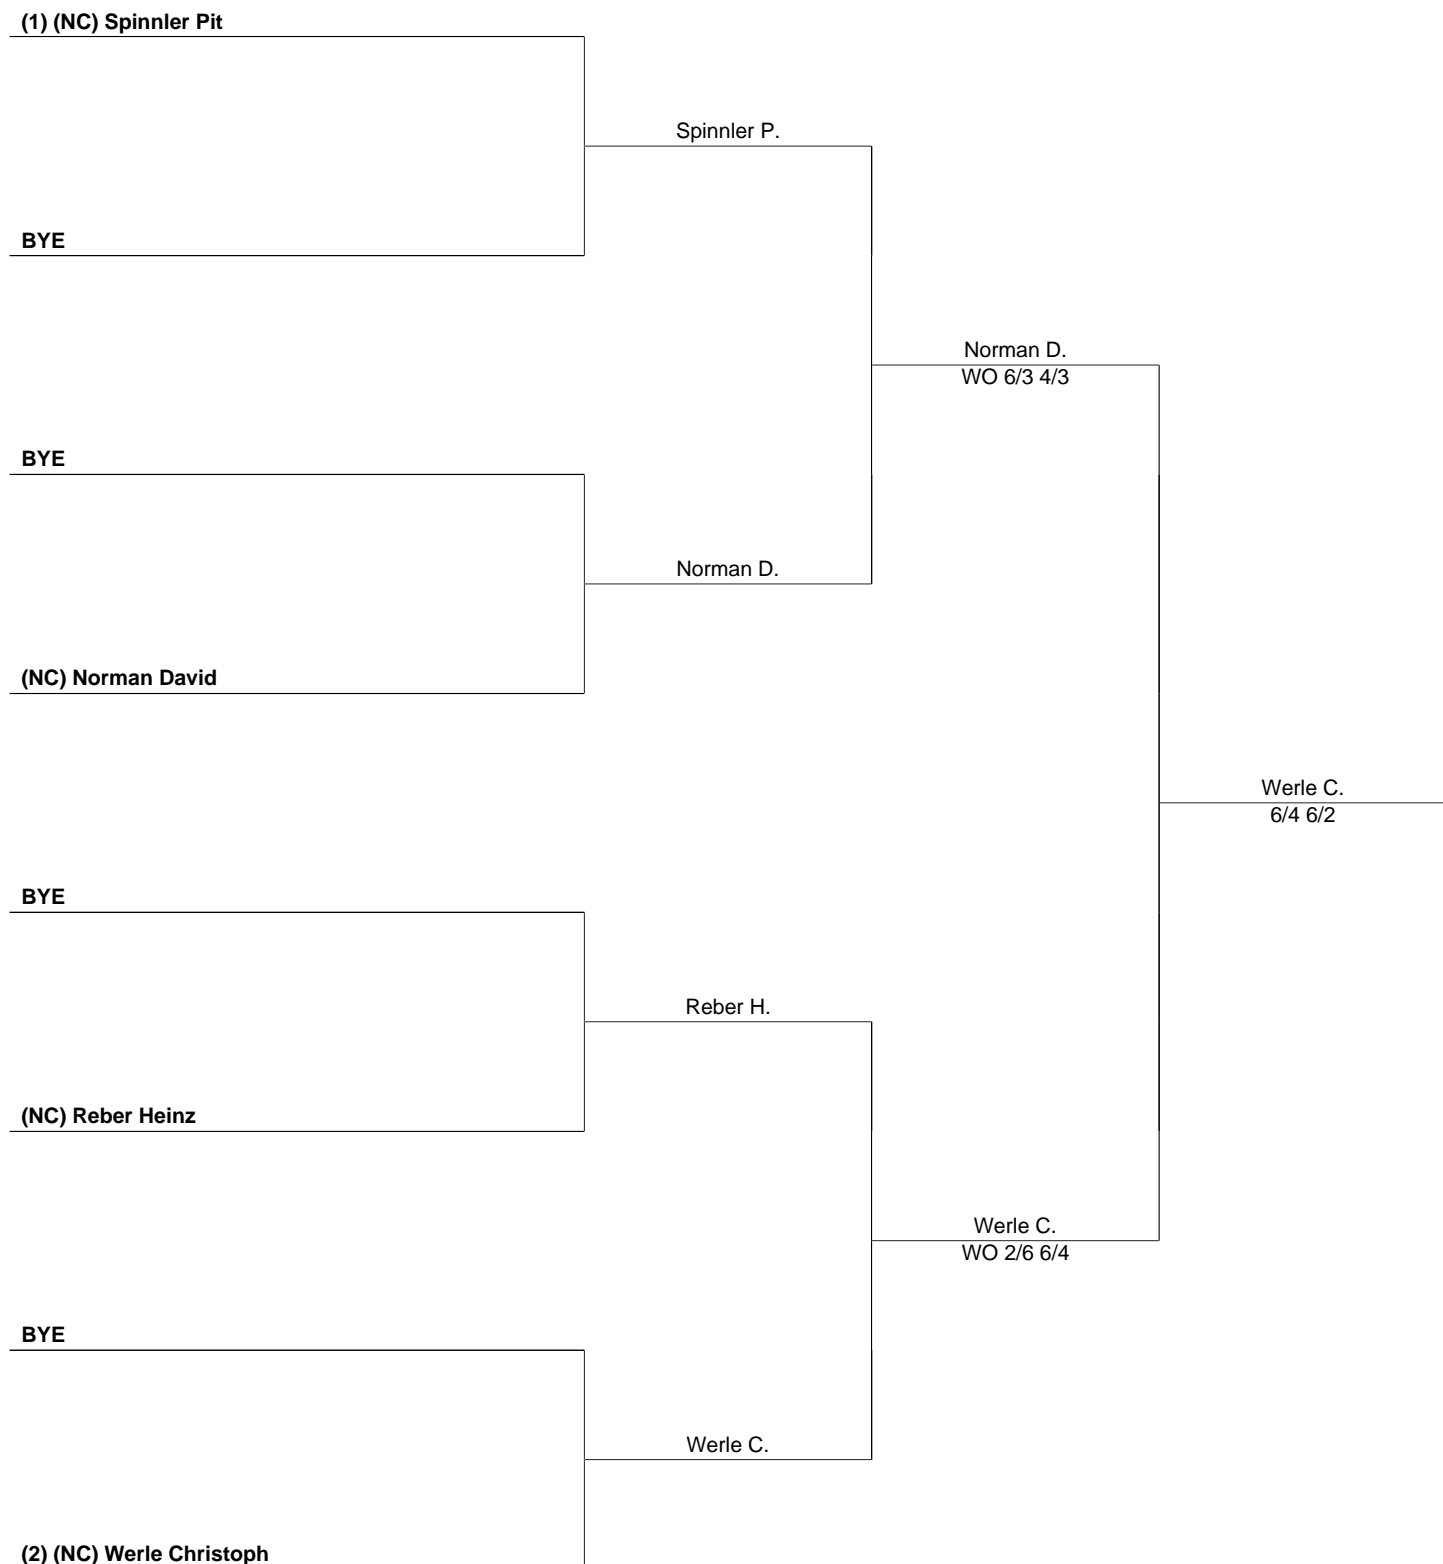 (1) (NC) Spinnler Pit
Spinnler P.
BYE
Norman D.
WO 6/3 4/3
BYE
Norman D.
(NC) Norman David
Werle C.
6/4 6/2
BYE
Reber H.
(NC) Reber Heinz
Werle C.
WO 2/6 6/4
BYE
Werle C.
(2) (NC) Werle Christoph